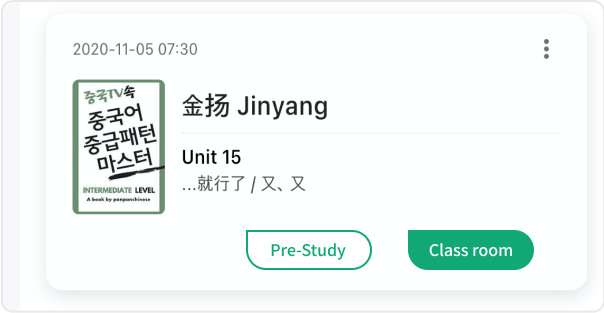 2020-11-05 07:30
중국TV속
중국어
중급패턴
마스터
INTERMEDIATE LEVEL
A book by panpanchinese
金扬 Jinyang
Unit 15
...就行了 / 又、又
Pre-Study
Class room